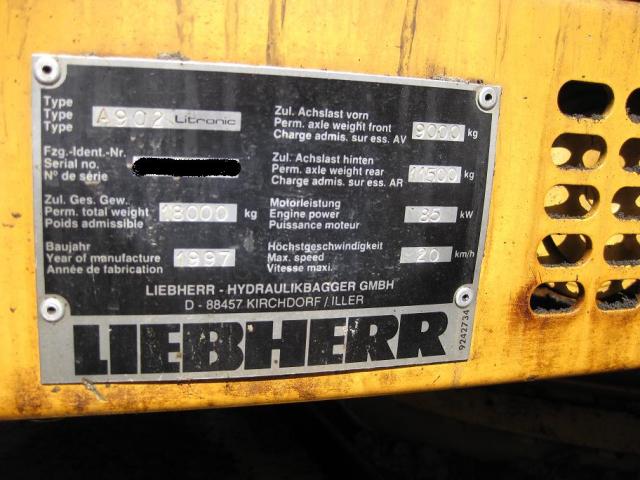 Type
Type
Type
A902 Litronic
Fzg.-Ident.-Nr.
Serial no.
N° de série
Zul. Ges. Gew.
Perm. total weight 18000 kg
Poids admissible
Baujahr
Year of manufacture 1997
Année de fabrication
Zul. Achslast vorn
Perm. axle weight front 9000 kg
Charge admis. sur ess. AV
Zul. Achslast hinten
Perm. axle weight rear 11500 kg
Charge admis. sur ess. AR
Motorleistung
Engine power 85 kW
Puissance moteur
Höchstgeschwindigkeit
Max. speed 20 km/h
Vitesse maxi.
LIEBHERR - HYDRAULIKBAGGER GMBH
D - 88457 KIRCHDORF / ILLER
LIEBHERR
9242734